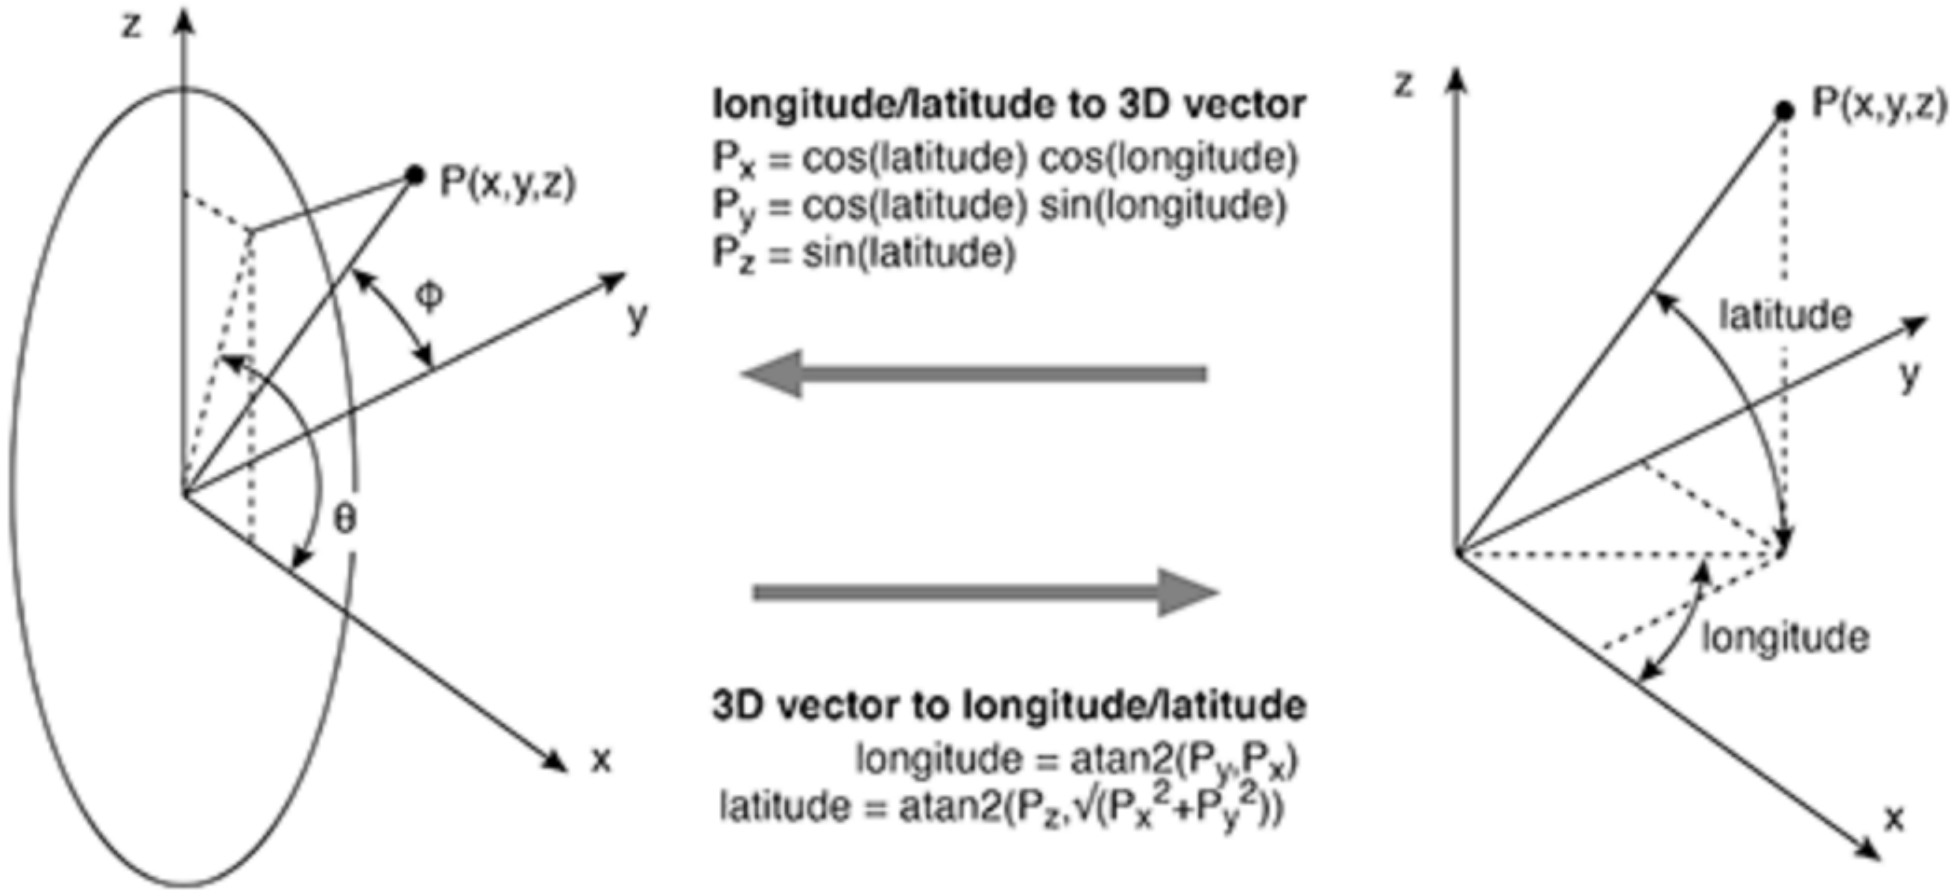 z
P(x,y,z)
ϕ
y
θ
x
longitude/latitude to 3D vector
Px = cos(latitude) cos(longitude)
Py = cos(latitude) sin(longitude)
Pz = sin(latitude)
3D vector to longitude/latitude
longitude = atan2(Py,Px)
latitude = atan2(Pz,√(Px²+Py²))
z
P(x,y,z)
latitude
y
longitude
x